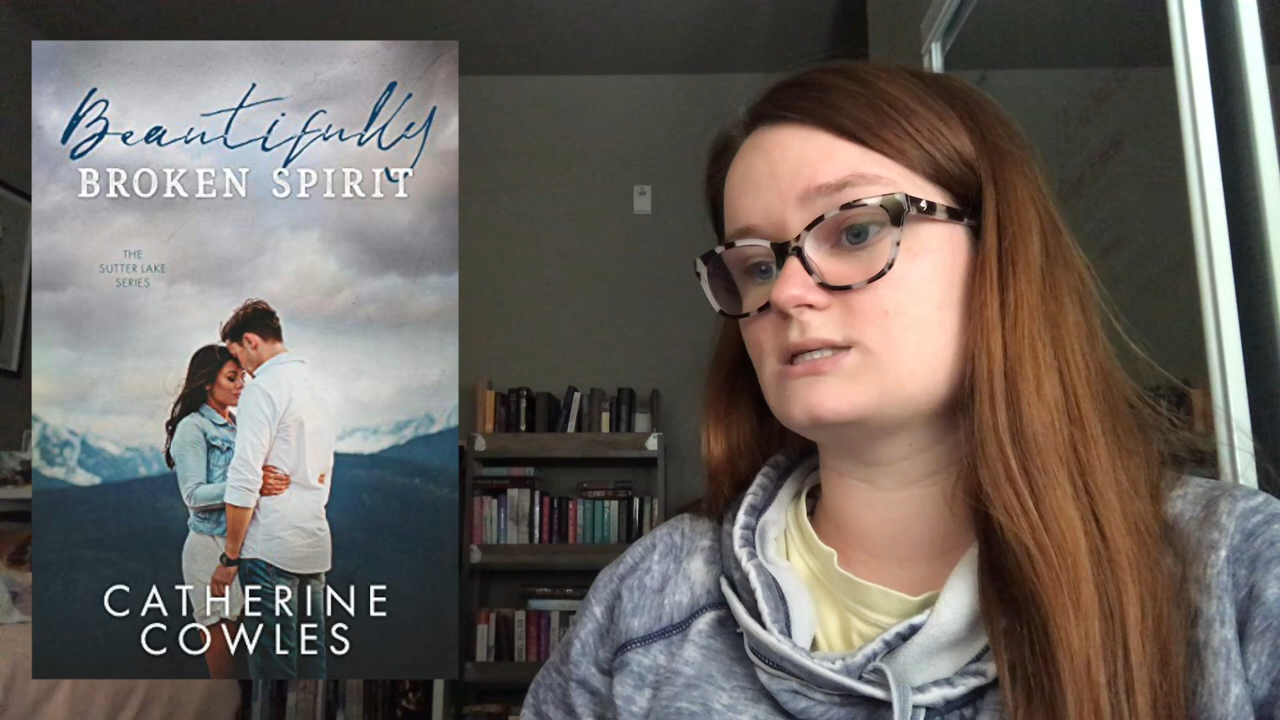 Beautifully
BROKEN SPIRIT
THE
SUTTER LAKE
SERIES
CATHERINE
COWLES